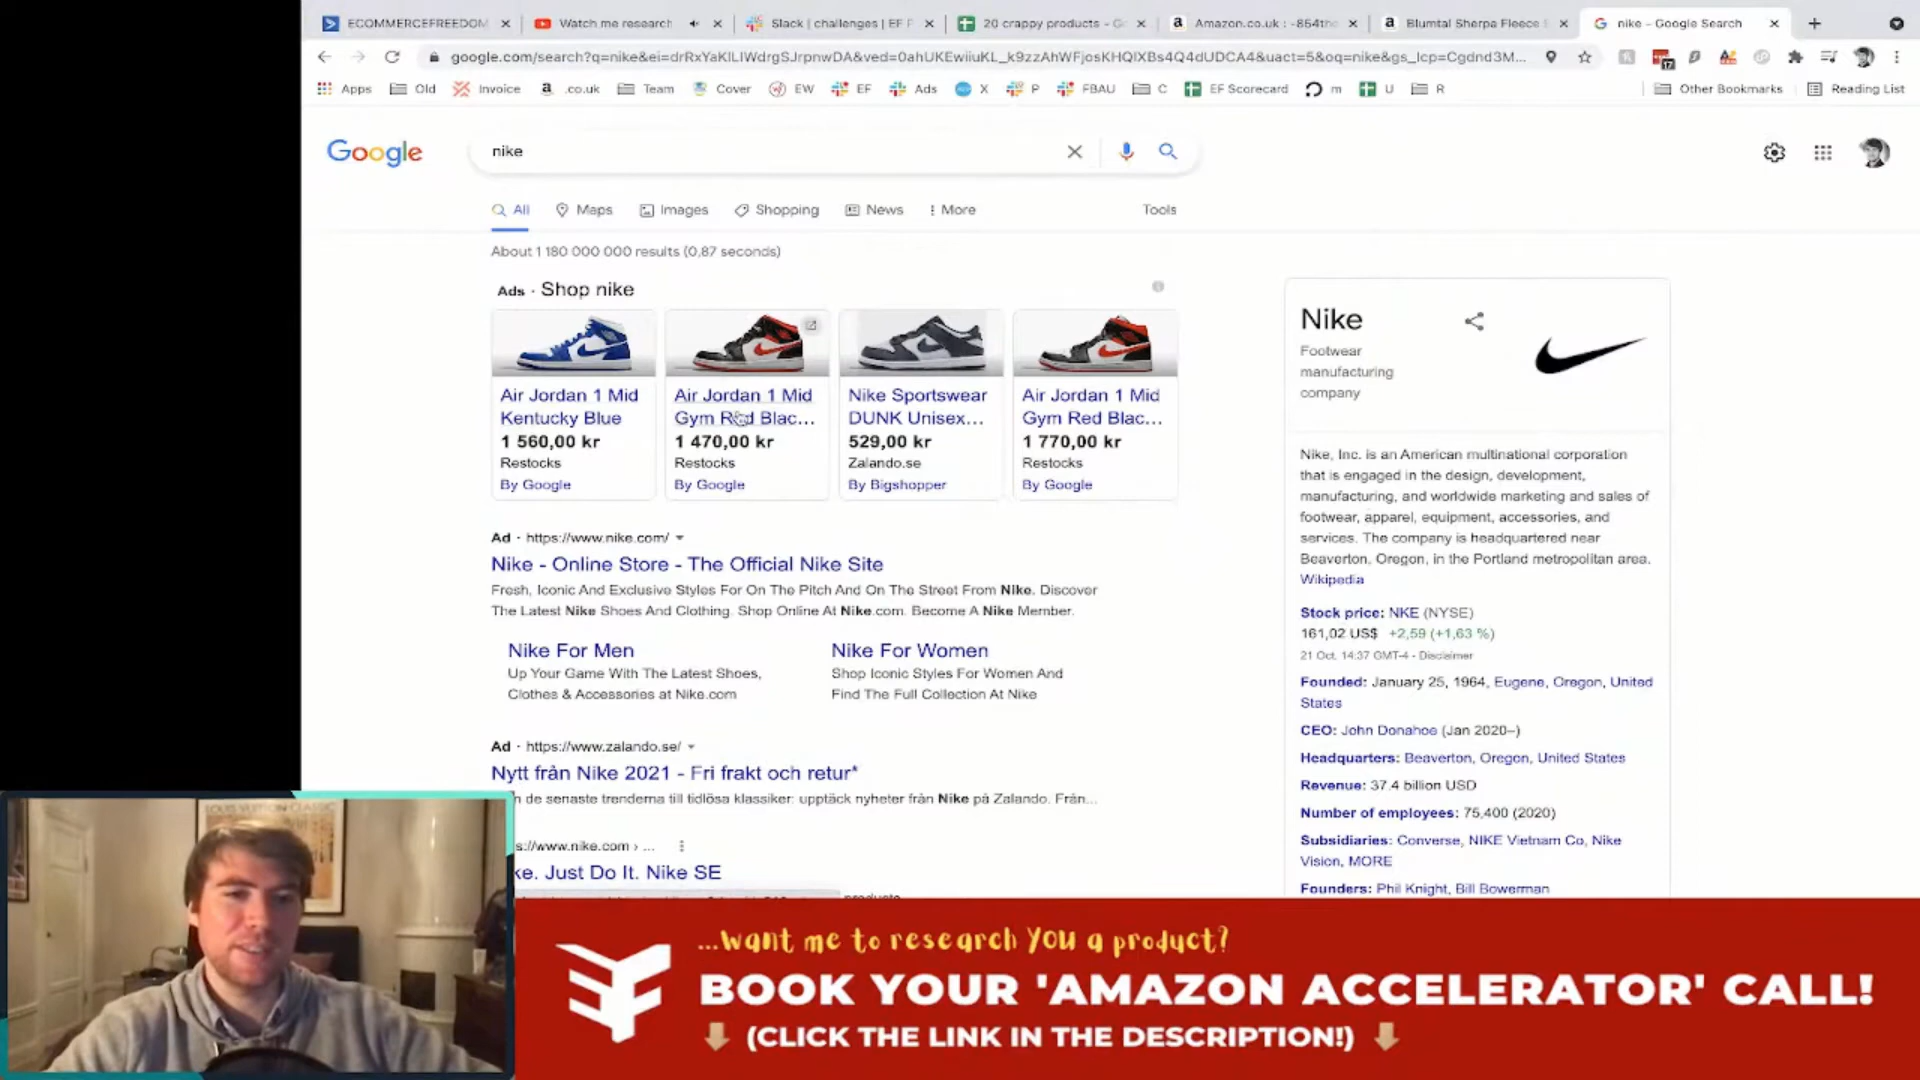 ECOMMERCEFREEDOM
Watch me research
Slack | challenges | EF F
20 crappy products - Go
Amazon.co.uk : -854the
Blumtal Sherpa Fleece
nike - Google Search
google.com/search?q=nike&ei=drRxYaKlLIWdrgSJrpnwDA&ved=0ahUKEwiiuKL_k9zzAhWFjosKHQlXBs4Q4dUDCA4&uact=5&oq=nike&gs_lcp=Cgdnd3M...
Apps Old Invoice .co.uk Team Cover EW EF Ads X P FBAU C EF Scorecard m U R Other Bookmarks Reading List
Google
nike
All Maps Images Shopping News More Tools
About 1 180 000 000 results (0,87 seconds)
Ads · Shop nike
Air Jordan 1 Mid
Kentucky Blue
1 560,00 kr
Restocks
By Google
Air Jordan 1 Mid
Gym Red Blac...
1 470,00 kr
Restocks
By Google
Nike Sportswear
DUNK Unisex...
529,00 kr
Zalando.se
By Bigshopper
Air Jordan 1 Mid
Gym Red Blac...
1 770,00 kr
Restocks
By Google
Ad · https://www.nike.com/
Nike - Online Store - The Official Nike Site
Fresh, Iconic And Exclusive Styles For On The Pitch And On The Street From Nike. Discover
The Latest Nike Shoes And Clothing. Shop Online At Nike.com. Become A Nike Member.
Nike For Men
Up Your Game With The Latest Shoes,
Clothes & Accessories at Nike.com
Nike For Women
Shop Iconic Styles For Women And
Find The Full Collection At Nike
Ad · https://www.zalando.se/
Nytt från Nike 2021 - Fri frakt och retur*
n de senaste trenderna till tidlösa klassiker: upptäck nyheter från Nike på Zalando. Från...
s://www.nike.com › ...
ke. Just Do It. Nike SE
products
Nike
Footwear
manufacturing
company
Nike, Inc. is an American multinational corporation
that is engaged in the design, development,
manufacturing, and worldwide marketing and sales of
footwear, apparel, equipment, accessories, and
services. The company is headquartered near
Beaverton, Oregon, in the Portland metropolitan area.
Wikipedia
Stock price: NKE (NYSE)
161,02 US$ +2,59 (+1,63 %)
21 Oct. 14:37 GMT-4 - Disclaimer
Founded: January 25, 1964, Eugene, Oregon, United
States
CEO: John Donahoe (Jan 2020–)
Headquarters: Beaverton, Oregon, United States
Revenue: 37.4 billion USD
Number of employees: 75,400 (2020)
Subsidiaries: Converse, NIKE Vietnam Co, Nike
Vision, MORE
Founders: Phil Knight, Bill Bowerman
LOUIS VUITTON CLASSIC
...want me to research YOU a product?
BOOK YOUR 'AMAZON ACCELERATOR' CALL!
(CLICK THE LINK IN THE DESCRIPTION!)